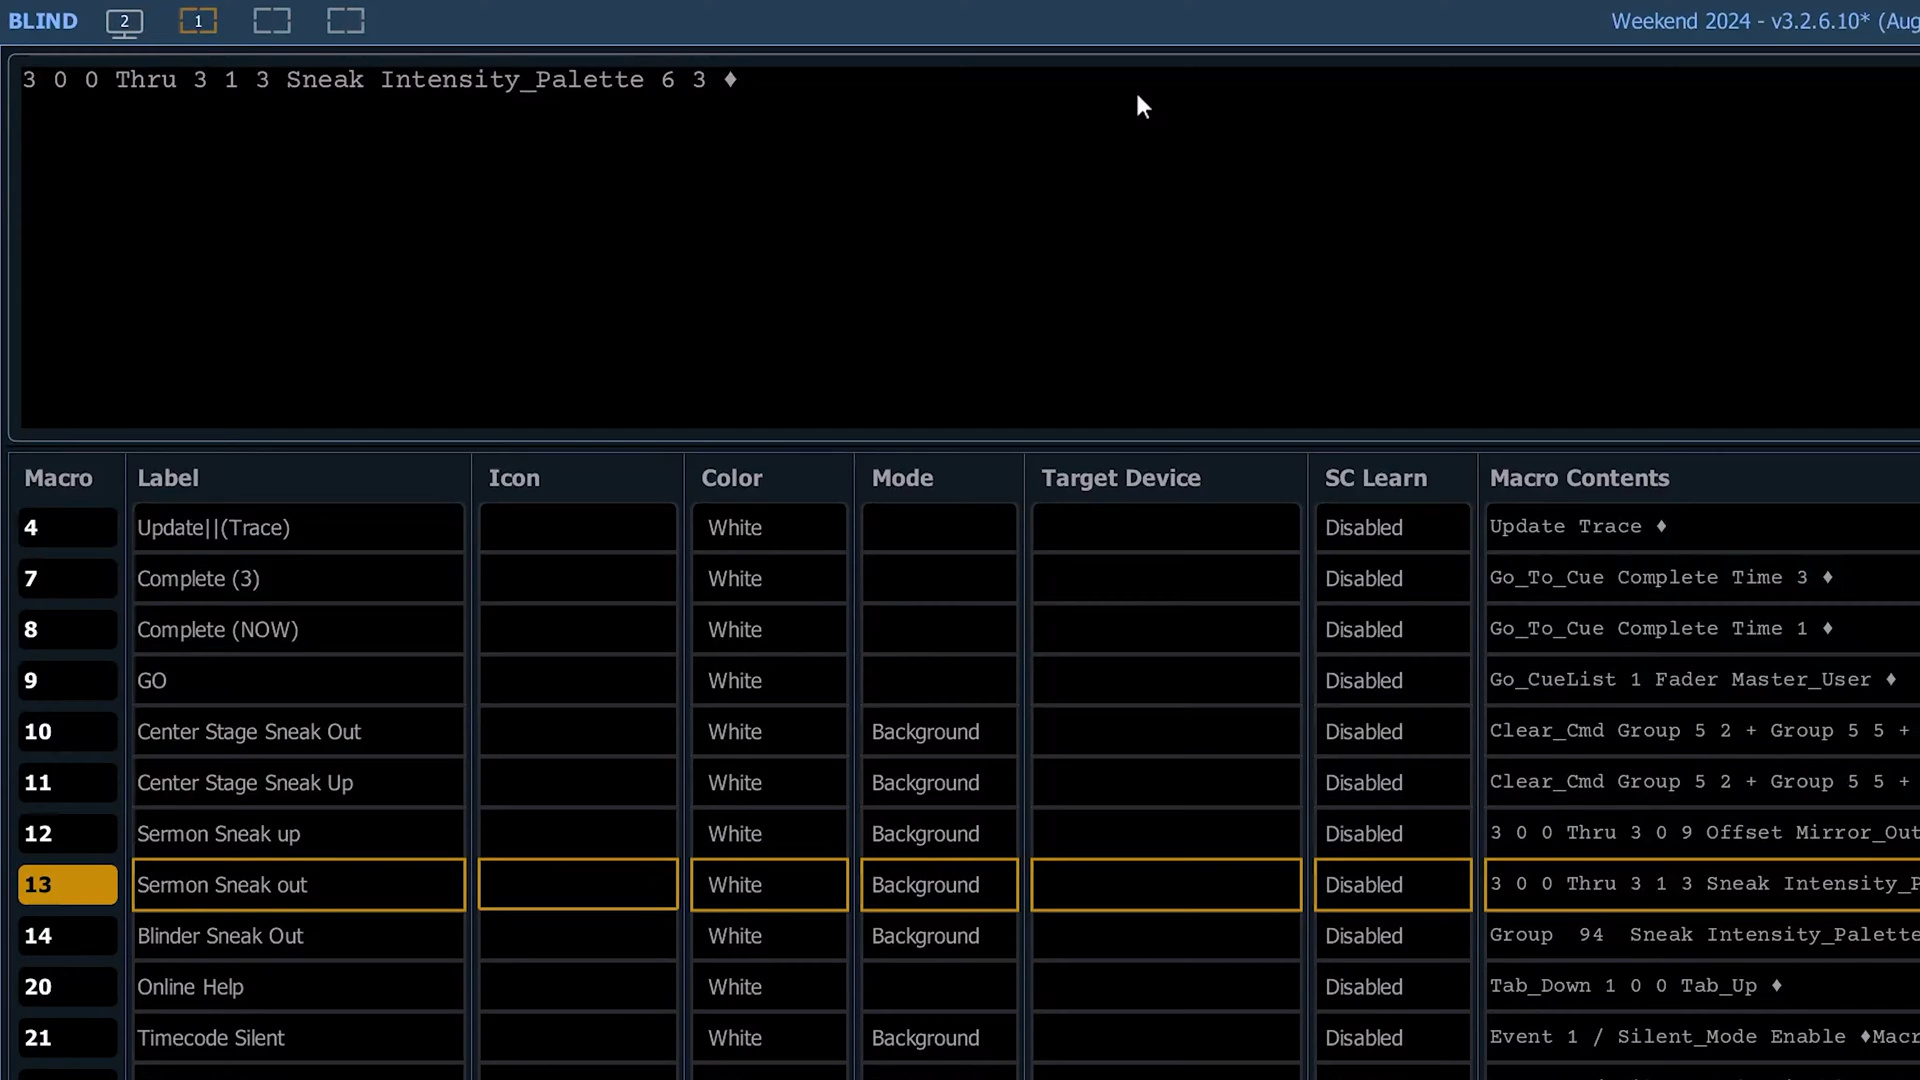 BLIND 2 1 Weekend 2024 - v3.2.6.10* (Aug
3 0 0 Thru 3 1 3 Sneak Intensity_Palette 6 3 ♦
Macro Label Icon Color Mode Target Device SC Learn Macro Contents
4 Update||(Trace) White Disabled Update Trace ♦
7 Complete (3) White Disabled Go_To_Cue Complete Time 3 ♦
8 Complete (NOW) White Disabled Go_To_Cue Complete Time 1 ♦
9 GO White Disabled Go_CueList 1 Fader Master_User ♦
10 Center Stage Sneak Out White Background Disabled Clear_Cmd Group 5 2 + Group 5 5 +
11 Center Stage Sneak Up White Background Disabled Clear_Cmd Group 5 2 + Group 5 5 +
12 Sermon Sneak up White Background Disabled 3 0 0 Thru 3 0 9 Offset Mirror_Out
13 Sermon Sneak out White Background Disabled 3 0 0 Thru 3 1 3 Sneak Intensity_P
14 Blinder Sneak Out White Background Disabled Group 94 Sneak Intensity_Palette
20 Online Help White Disabled Tab_Down 1 0 0 Tab_Up ♦
21 Timecode Silent White Background Disabled Event 1 / Silent_Mode Enable ♦Macr